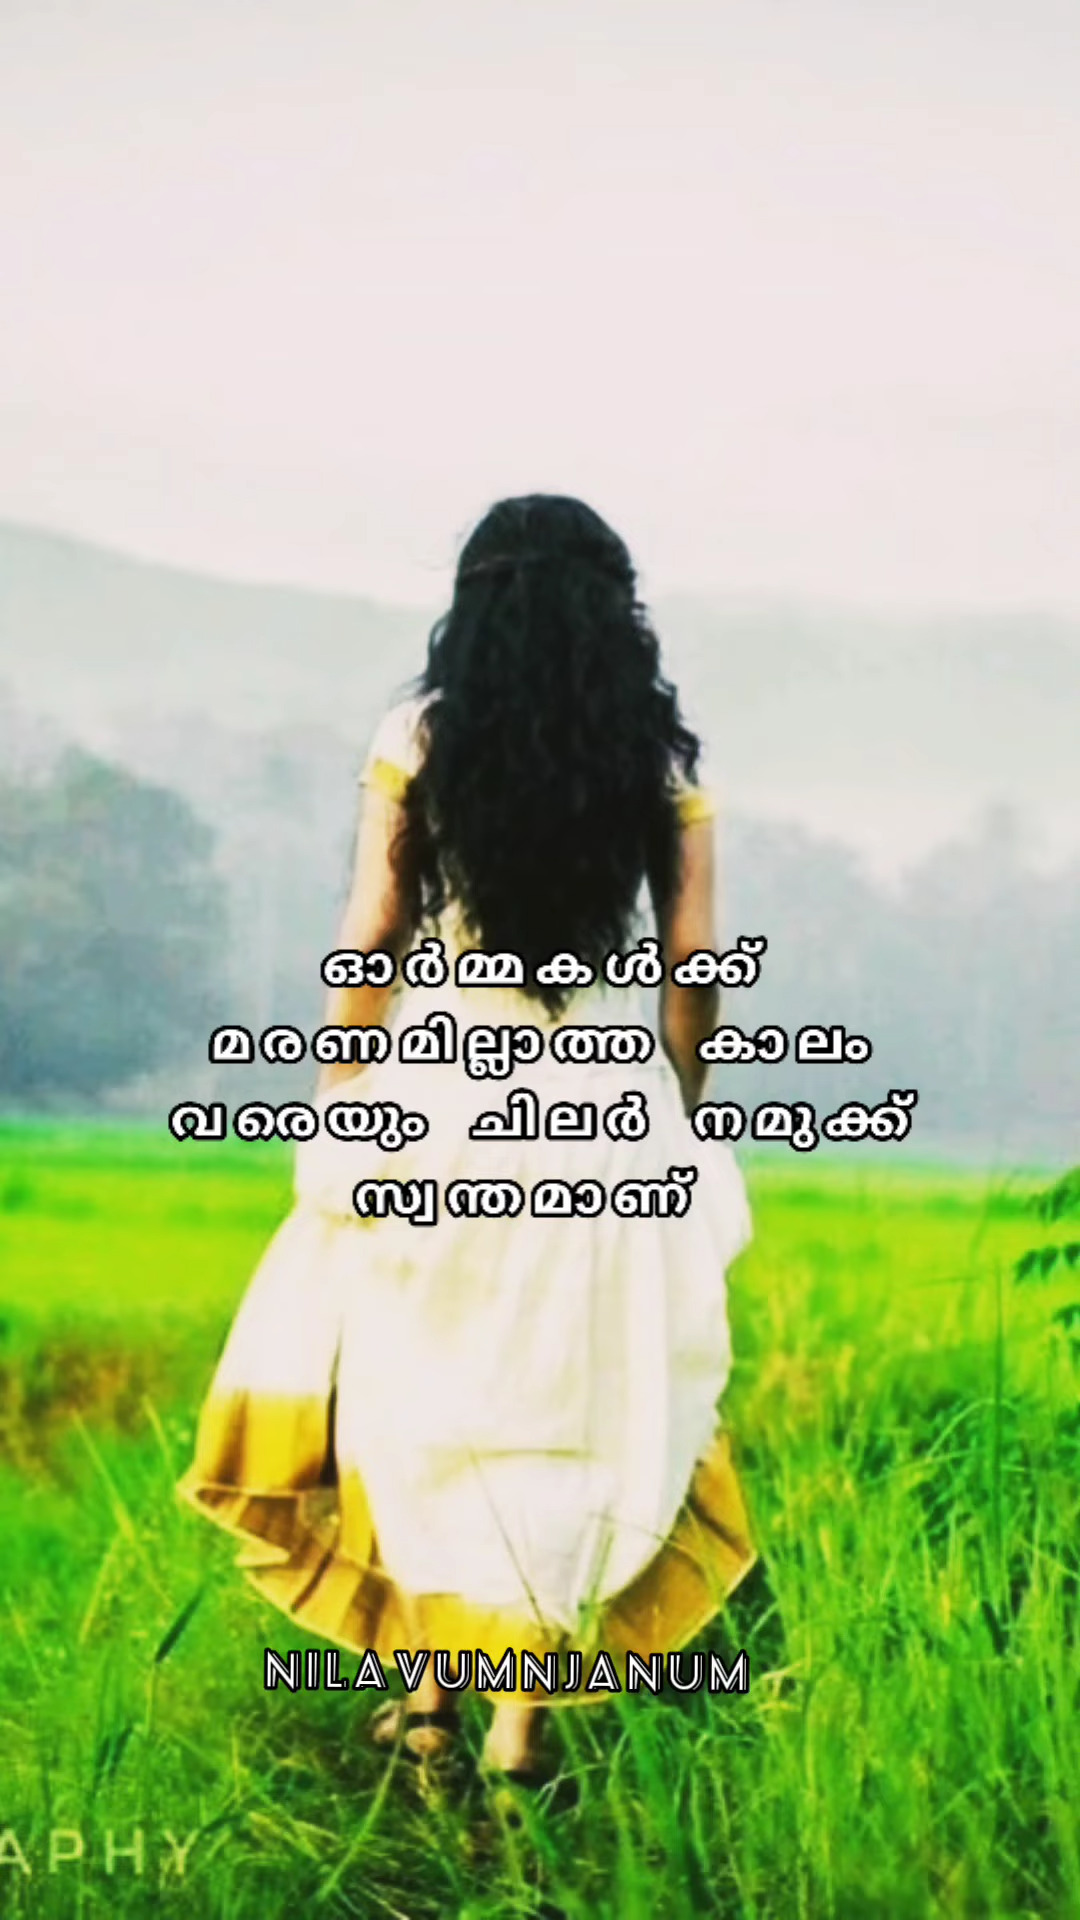 ഓർമ്മകൾക്ക്
മരണമില്ലാത്ത കാലം
വരെയും ചിലർ നമുക്ക്
സ്വന്തമാണ്
NILAVUMNJANUM
APHY